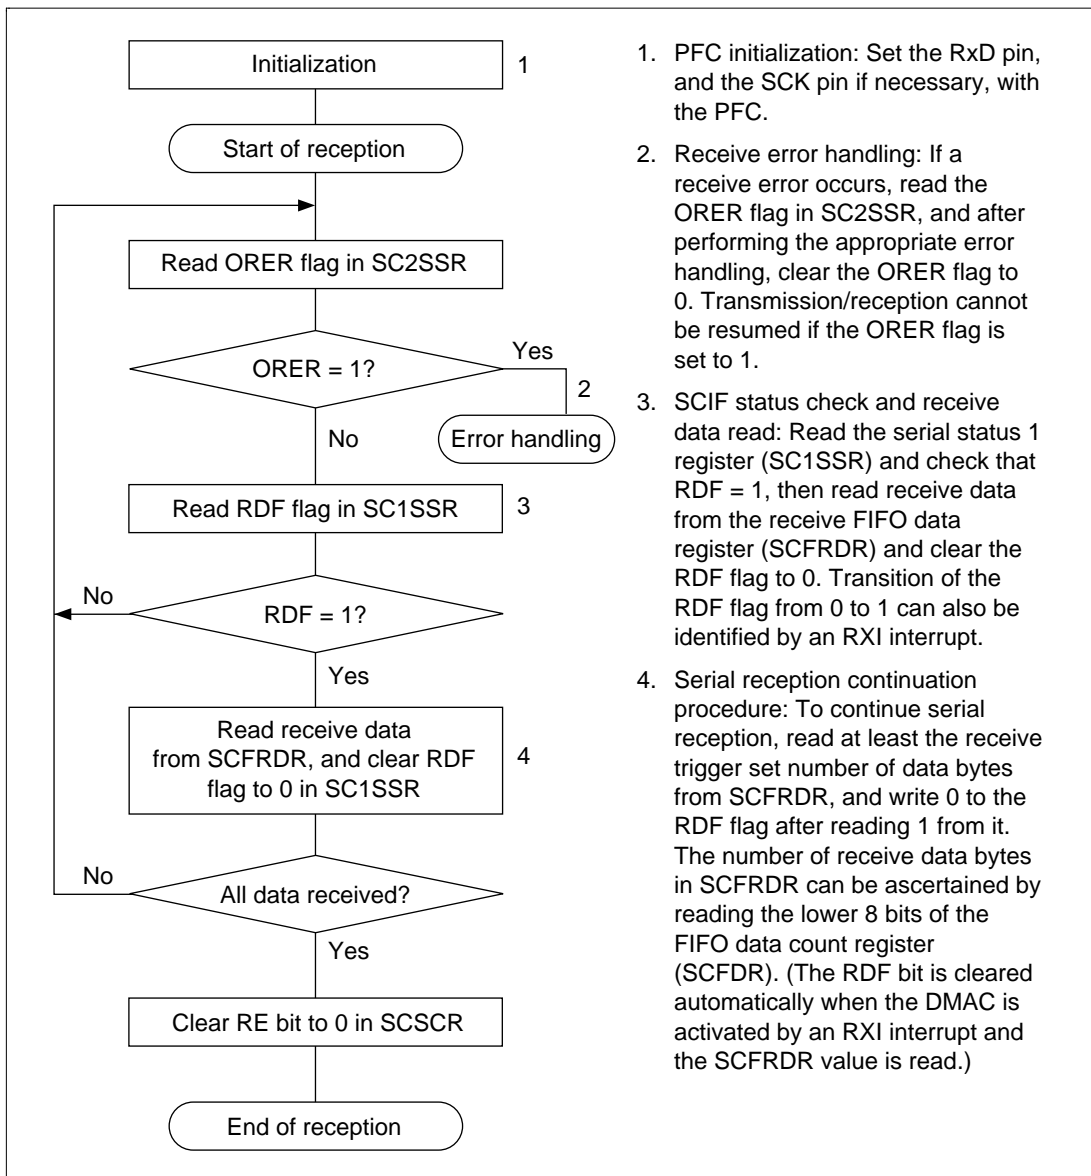 Initialization
1
Start of reception
Read ORER flag in SC2SSR
ORER = 1?
Yes
2
Error handling
No
Read RDF flag in SC1SSR
3
RDF = 1?
No
Yes
Read receive data
from SCFRDR, and clear RDF
flag to 0 in SC1SSR
4
All data received?
No
Yes
Clear RE bit to 0 in SCSCR
End of reception
1. PFC initialization: Set the RxD pin,
and the SCK pin if necessary, with
the PFC.
2. Receive error handling: If a
receive error occurs, read the
ORER flag in SC2SSR, and after
performing the appropriate error
handling, clear the ORER flag to
0. Transmission/reception cannot
be resumed if the ORER flag is
set to 1.
3. SCIF status check and receive
data read: Read the serial status 1
register (SC1SSR) and check that
RDF = 1, then read receive data
from the receive FIFO data
register (SCFRDR) and clear the
RDF flag to 0. Transition of the
RDF flag from 0 to 1 can also be
identified by an RXI interrupt.
4. Serial reception continuation
procedure: To continue serial
reception, read at least the receive
trigger set number of data bytes
from SCFRDR, and write 0 to the
RDF flag after reading 1 from it.
The number of receive data bytes
in SCFRDR can be ascertained by
reading the lower 8 bits of the
FIFO data count register
(SCFDR). (The RDF bit is cleared
automatically when the DMAC is
activated by an RXI interrupt and
the SCFRDR value is read.)